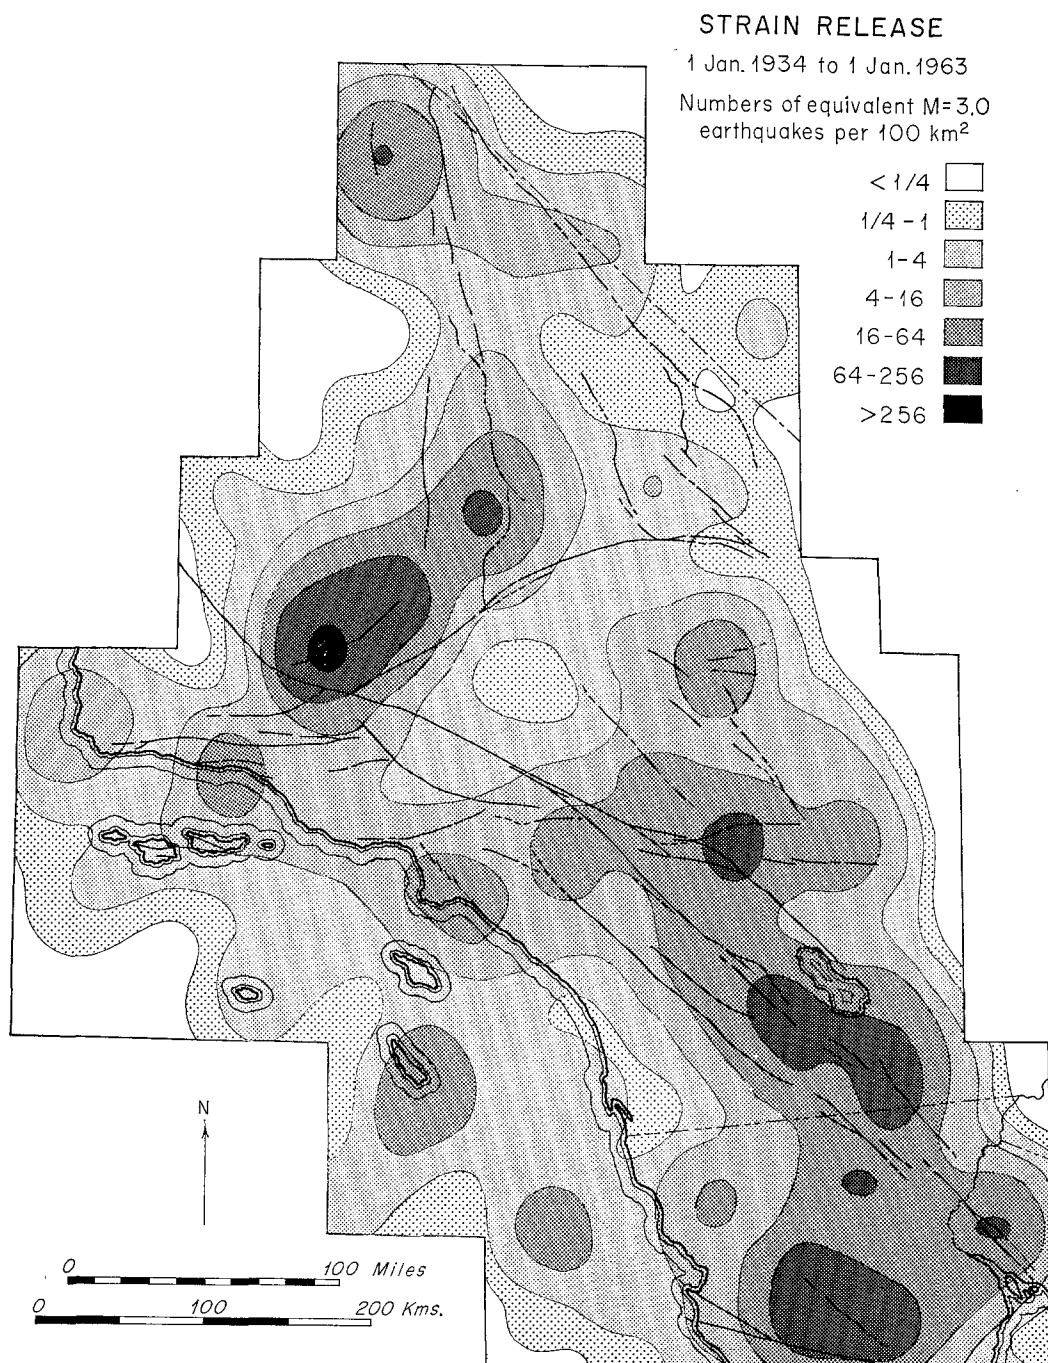 STRAIN RELEASE
1 Jan. 1934 to 1 Jan. 1963
Numbers of equivalent M=3.0
earthquakes per 100 km²
<1/4
1/4-1
1-4
4-16
16-64
64-256
>256
N
0 100 Miles
0 100 200 Kms.